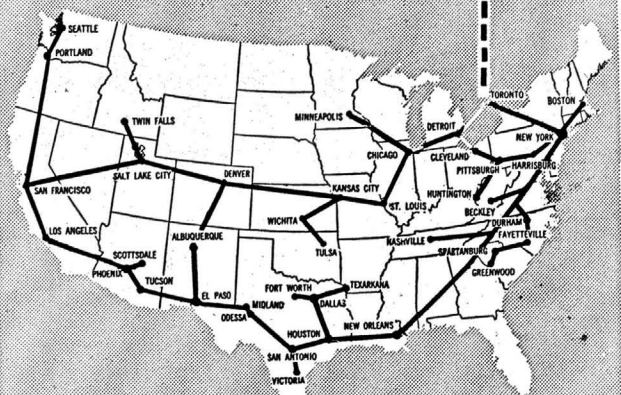 SEATTLE
PORTLAND
TORONTO
BOSTON
TWIN FALLS
MINNEAPOLIS
DETROIT
NEW YORK
CHICAGO
CLEVELAND
PITTSBURGH
HARRISBURG
SALT LAKE CITY
DENVER
SAN FRANCISCO
KANSAS CITY
HUNTINGTON
ST. LOUIS
BECKLEY
WICHITA
DURHAM
LOS ANGELES
ALBUQUERQUE
NASHVILLE
FAYETTEVILLE
SCOTTSDALE
TULSA
SPARTANBURG
PHOENIX
GREENWOOD
TUCSON
FORT WORTH
TEXARKANA
EL PASO
MIDLAND
DALLAS
ODESSA
NEW ORLEANS
HOUSTON
SAN ANTONIO
VICTORIA